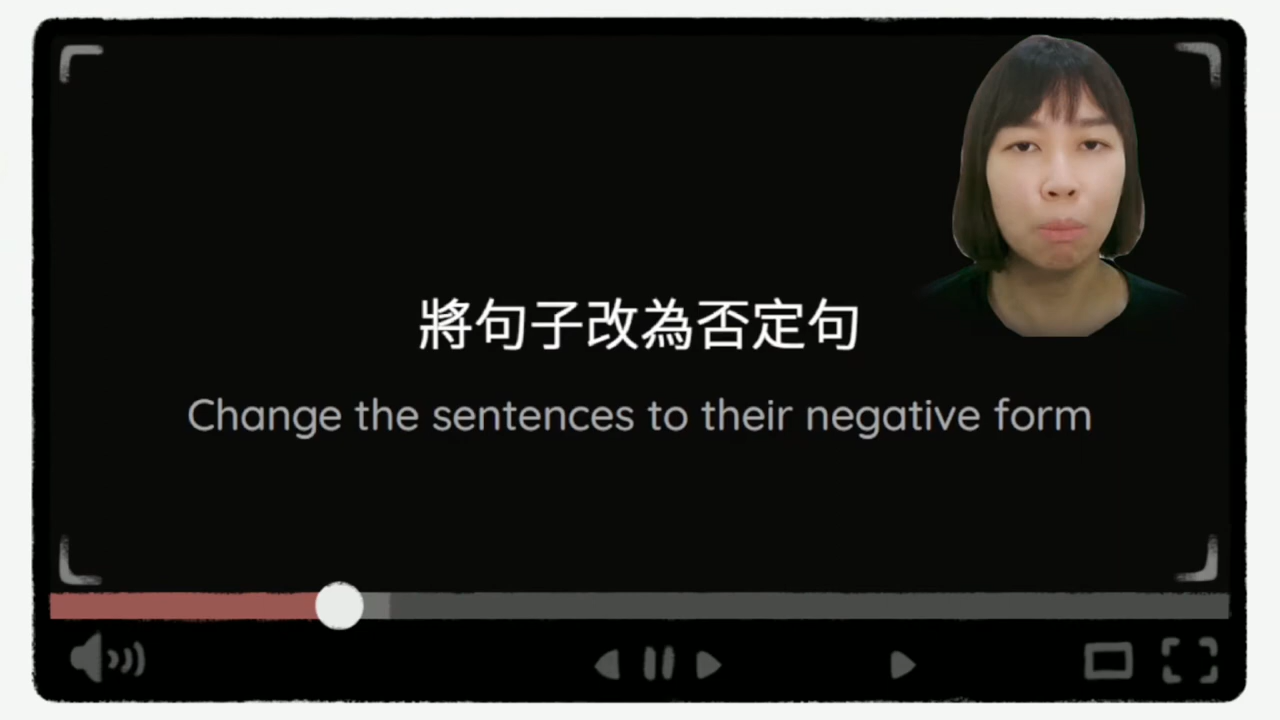 將句子改為否定句
Change the sentences to their negative form